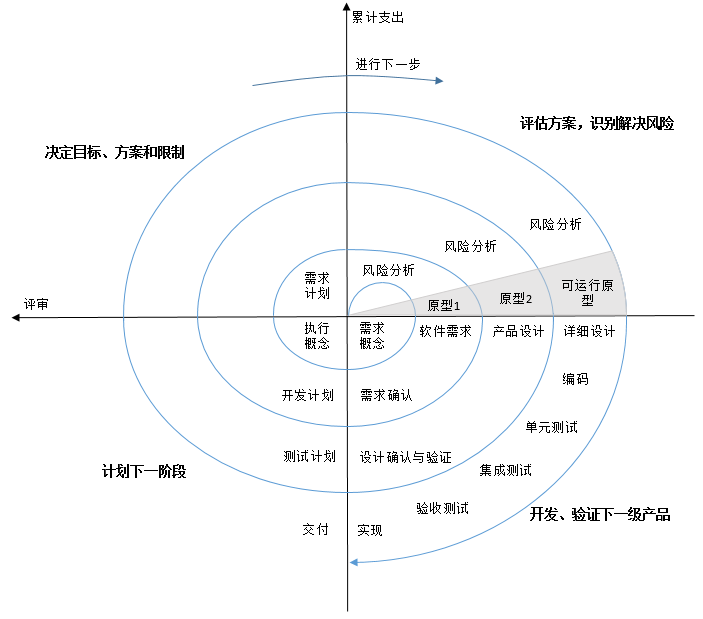 累计支出
进行下一步
评估方案，识别解决风险
决定目标、方案和限制
风险分析
风险分析
风险分析
需求
计划
可运行原
型
原型2
原型1
评审
执行
概念
需求
概念
软件需求
产品设计
详细设计
编码
开发计划
需求确认
单元测试
测试计划
设计确认与验证
集成测试
计划下一阶段
验收测试
开发、验证下一级产品
交付
实现